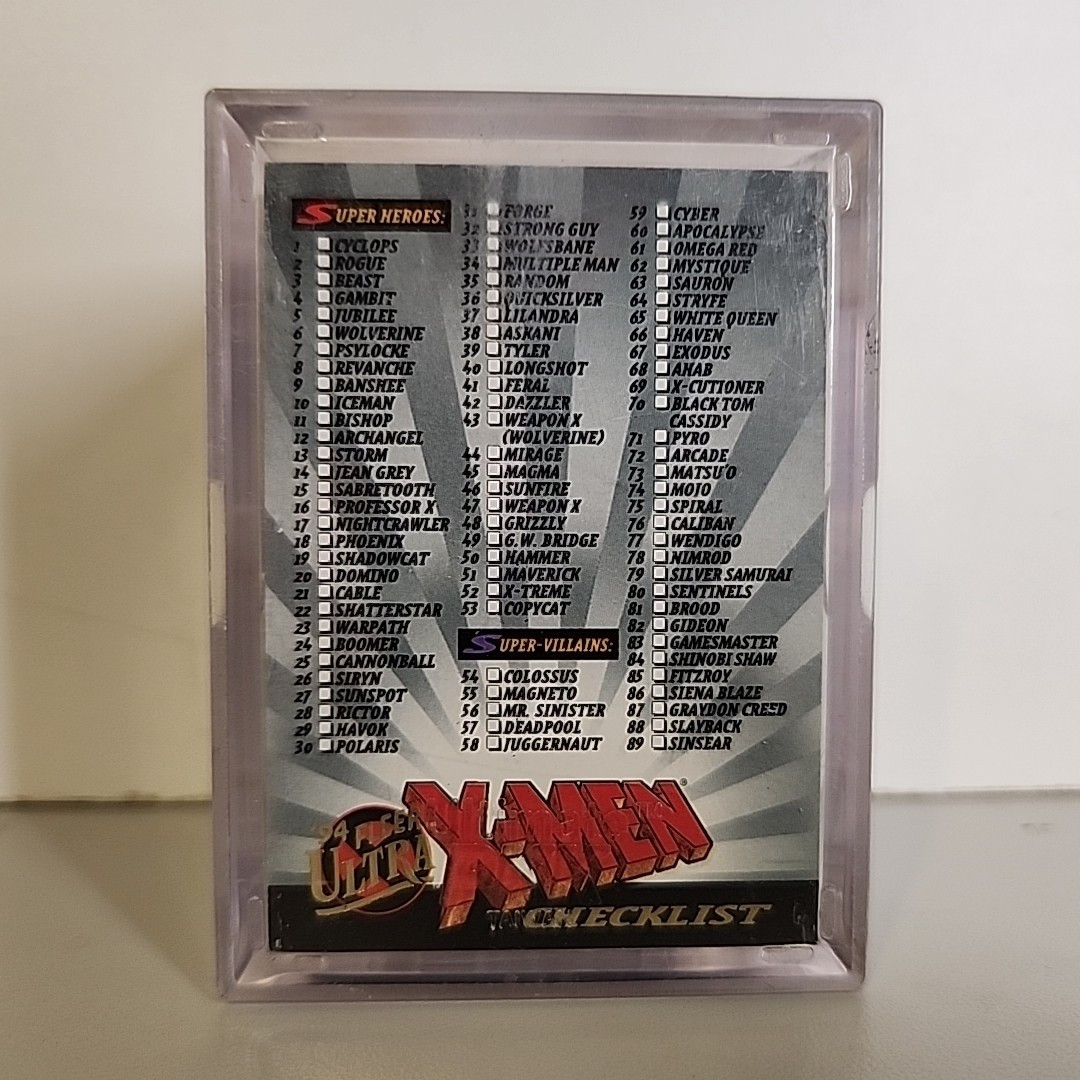 SUPER HEROES:
1 CYCLOPS
2 ROGUE
3 BEAST
4 GAMBIT
5 JUBILEE
6 WOLVERINE
7 PSYLOCKE
8 REVANCHE
9 BANSHEE
10 ICEMAN
11 BISHOP
12 ARCHANGEL
13 STORM
14 JEAN GREY
15 SABRETOOTH
16 PROFESSOR X
17 NIGHTCRAWLER
18 PHOENIX
19 SHADOWCAT
20 DOMINO
21 CABLE
22 SHATTERSTAR
23 WARPATH
24 BOOMER
25 CANNONBALL
26 SIRYN
27 SUNSPOT
28 RICTOR
29 HAVOK
30 POLARIS
31 FORGE
32 STRONG GUY
33 WOLFSBANE
34 MULTIPLE MAN
35 RANDOM
36 QUICKSILVER
37 LILANDRA
38 ASKANI
39 TYLER
40 LONGSHOT
41 FERAL
42 DAZZLER
43 WEAPON X
(WOLVERINE)
44 MIRAGE
45 MAGMA
46 SUNFIRE
47 WEAPON X
48 GRIZZLY
49 G.W. BRIDGE
50 HAMMER
51 MAVERICK
52 X-TREME
53 COPYCAT
SUPER-VILLAINS:
54 COLOSSUS
55 MAGNETO
56 MR. SINISTER
57 DEADPOOL
58 JUGGERNAUT
59 CYBER
60 APOCALYPSE
61 OMEGA RED
62 MYSTIQUE
63 SAURON
64 STRYFE
65 WHITE QUEEN
66 HAVEN
67 EXODUS
68 AHAB
69 X-CUTIONER
70 BLACK TOM
CASSIDY
71 PYRO
72 ARCADE
73 MATSU'O
74 MOJO
75 SPIRAL
76 CALIBAN
77 WENDIGO
78 NIMROD
79 SILVER SAMURAI
80 SENTINELS
81 BROOD
82 GIDEON
83 GAMESMASTER
84 SHINOBI SHAW
85 FITZROY
86 SIENA BLAZE
87 GRAYDON CREED
88 SLAYBACK
89 SINSEAR
94
ULTRA
X-MEN®
CHECKLIST